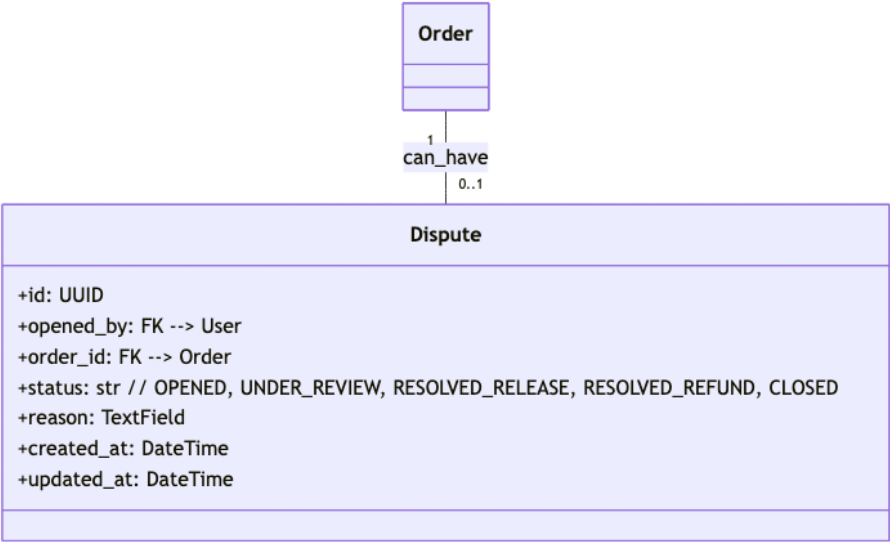 Order
1
can_have
0..1
Dispute
+id: UUID
+opened_by: FK --> User
+order_id: FK --> Order
+status: str // OPENED, UNDER_REVIEW, RESOLVED_RELEASE, RESOLVED_REFUND, CLOSED
+reason: TextField
+created_at: DateTime
+updated_at: DateTime